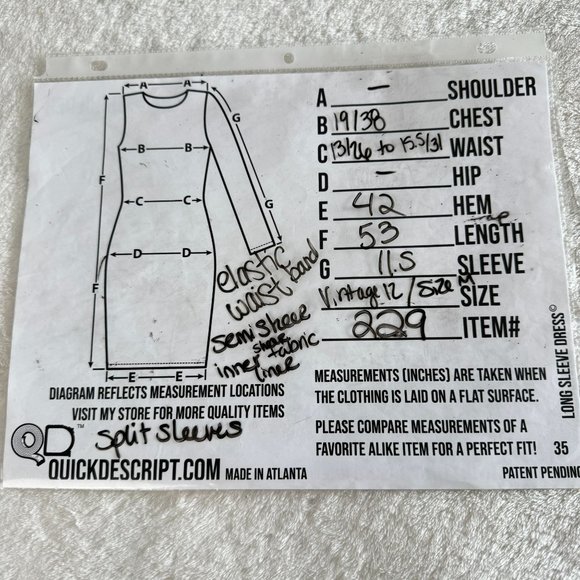 A — SHOULDER
B 19/38 CHEST
C 13/26 to 15.5/31 WAIST
D — HIP
E 42 HEM
F 53 LENGTH
G 11.5 SLEEVE
Vintage 12 / Size M SIZE
229 ITEM#
A A
G
B B
F
C C
G
D D
F
E E
elastic
waist band
semi sheer
inner fabric
split sleeves
DIAGRAM REFLECTS MEASUREMENT LOCATIONS
VISIT MY STORE FOR MORE QUALITY ITEMS
QD™
QUICKDESCRIPT.COM MADE IN ATLANTA
MEASUREMENTS (INCHES) ARE TAKEN WHEN
THE CLOTHING IS LAID ON A FLAT SURFACE.
PLEASE COMPARE MEASUREMENTS OF A
FAVORITE ALIKE ITEM FOR A PERFECT FIT! 35
PATENT PENDING
LONG SLEEVE DRESS©